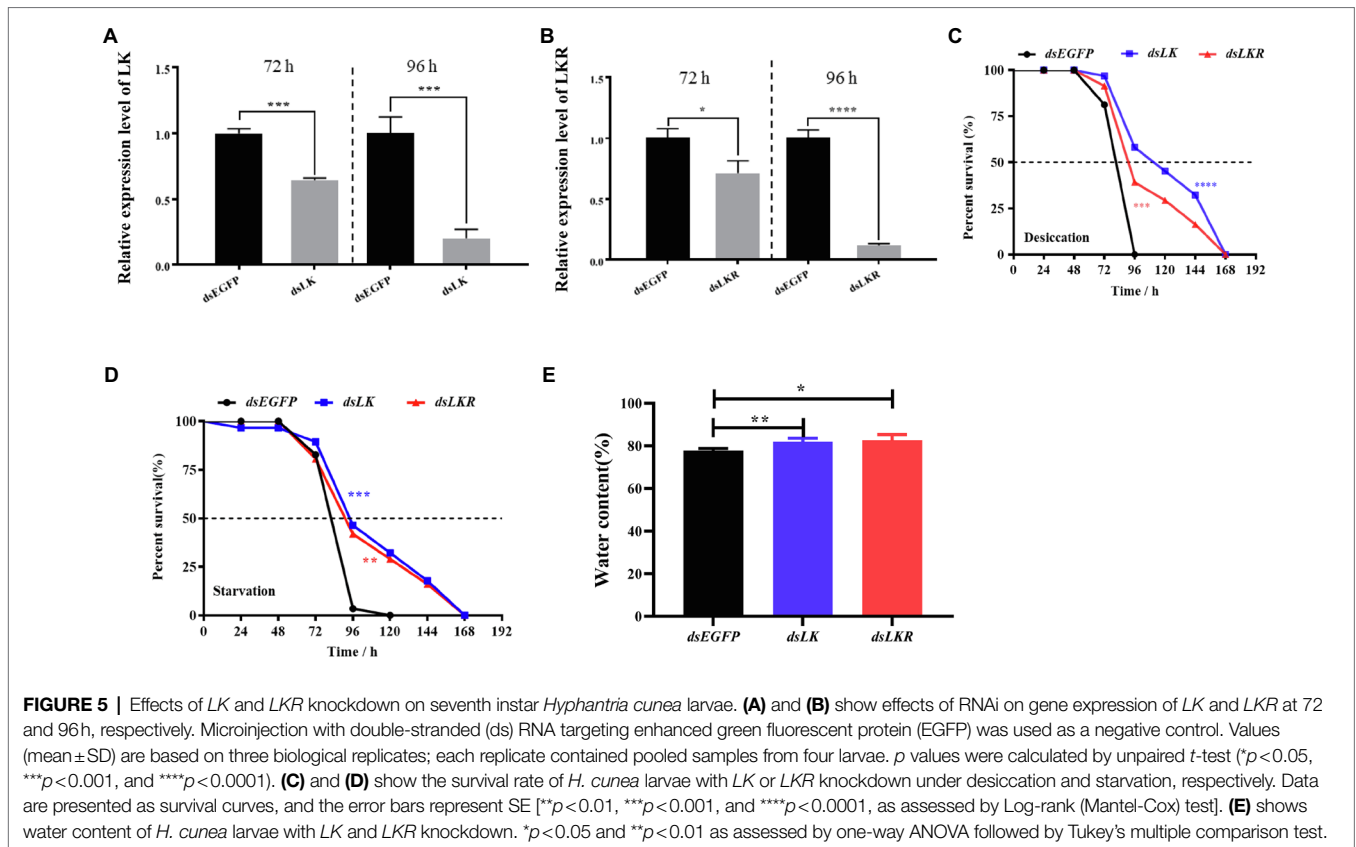 A
Relative expression level of LK
72 h
96 h
***
***
1.5
1.0
0.5
0.0
dsEGFP
dsLK
dsEGFP
dsLK
B
Relative expression level of LKR
72 h
96 h
*
****
1.5
1.0
0.5
0.0
dsEGFP
dsLKR
dsEGFP
dsLKR
C
dsEGFP dsLK dsLKR
Percent survival (%)
100
75
50
25
0
****
***
Desiccation
0 24 48 72 96 120 144 168 192
Time / h
D
dsEGFP dsLK dsLKR
Percent survival(%)
100
75
50
25
0
***
**
Starvation
0 24 48 72 96 120 144 168 192
Time / h
E
Water content(%)
100
80
60
40
20
0
*
**
dsEGFP dsLK dsLKR
FIGURE 5 | Effects of LK and LKR knockdown on seventh instar Hyphantria cunea larvae. (A) and (B) show effects of RNAi on gene expression of LK and LKR at 72
and 96 h, respectively. Microinjection with double-stranded (ds) RNA targeting enhanced green fluorescent protein (EGFP) was used as a negative control. Values
(mean ± SD) are based on three biological replicates; each replicate contained pooled samples from four larvae. p values were calculated by unpaired t-test (*p < 0.05,
***p < 0.001, and ****p < 0.0001). (C) and (D) show the survival rate of H. cunea larvae with LK or LKR knockdown under desiccation and starvation, respectively. Data
are presented as survival curves, and the error bars represent SE [**p < 0.01, ***p < 0.001, and ****p < 0.0001, as assessed by Log-rank (Mantel-Cox) test]. (E) shows
water content of H. cunea larvae with LK and LKR knockdown. *p < 0.05 and **p < 0.01 as assessed by one-way ANOVA followed by Tukey's multiple comparison test.